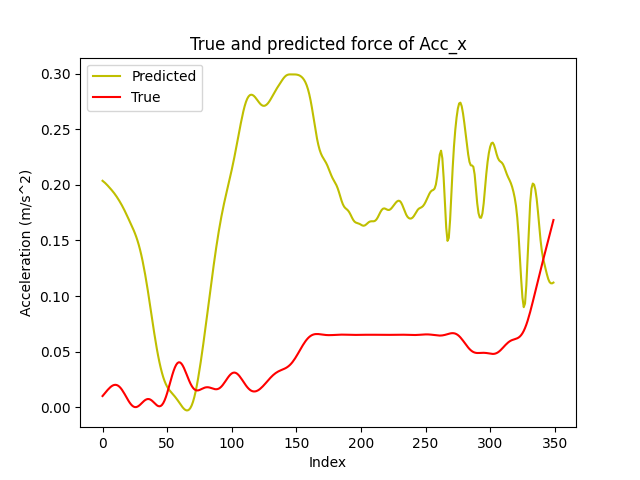 True and predicted force of Acc_x
Predicted
True
Acceleration (m/s^2)
0.30
0.25
0.20
0.15
0.10
0.05
0.00
0 50 100 150 200 250 300 350
Index